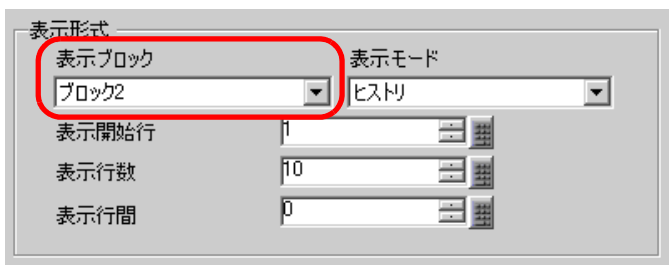 表示形式
表示ブロック 表示モード
ブロック2 ヒストリ
表示開始行 1
表示行数 10
表示行間 0